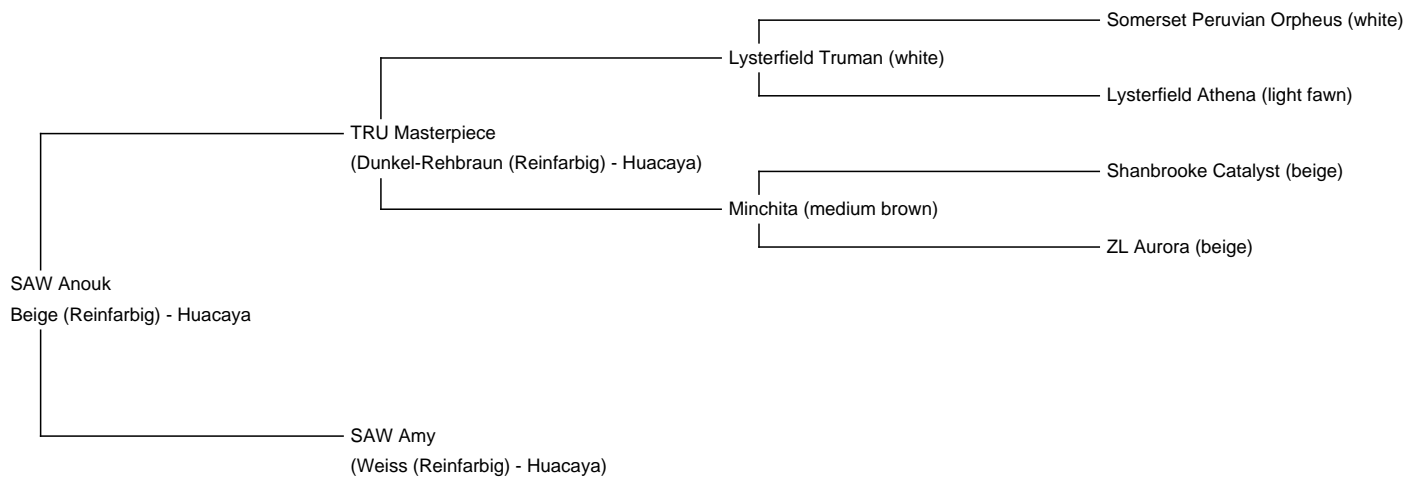 Somerset Peruvian Orpheus (white)
Lysterfield Truman (white)
Lysterfield Athena (light fawn)
TRU Masterpiece
(Dunkel-Rehbraun (Reinfarbig) - Huacaya)
Shanbrooke Catalyst (beige)
Minchita (medium brown)
ZL Aurora (beige)
SAW Anouk
Beige (Reinfarbig) - Huacaya
SAW Amy
(Weiss (Reinfarbig) - Huacaya)